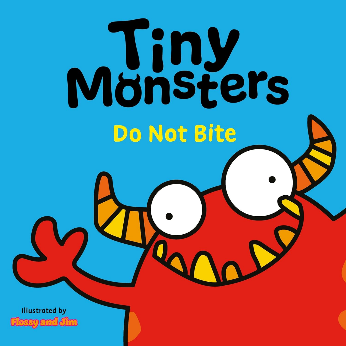 Tiny
Monsters
Do Not Bite
Illustrated by
Flossy and Jim